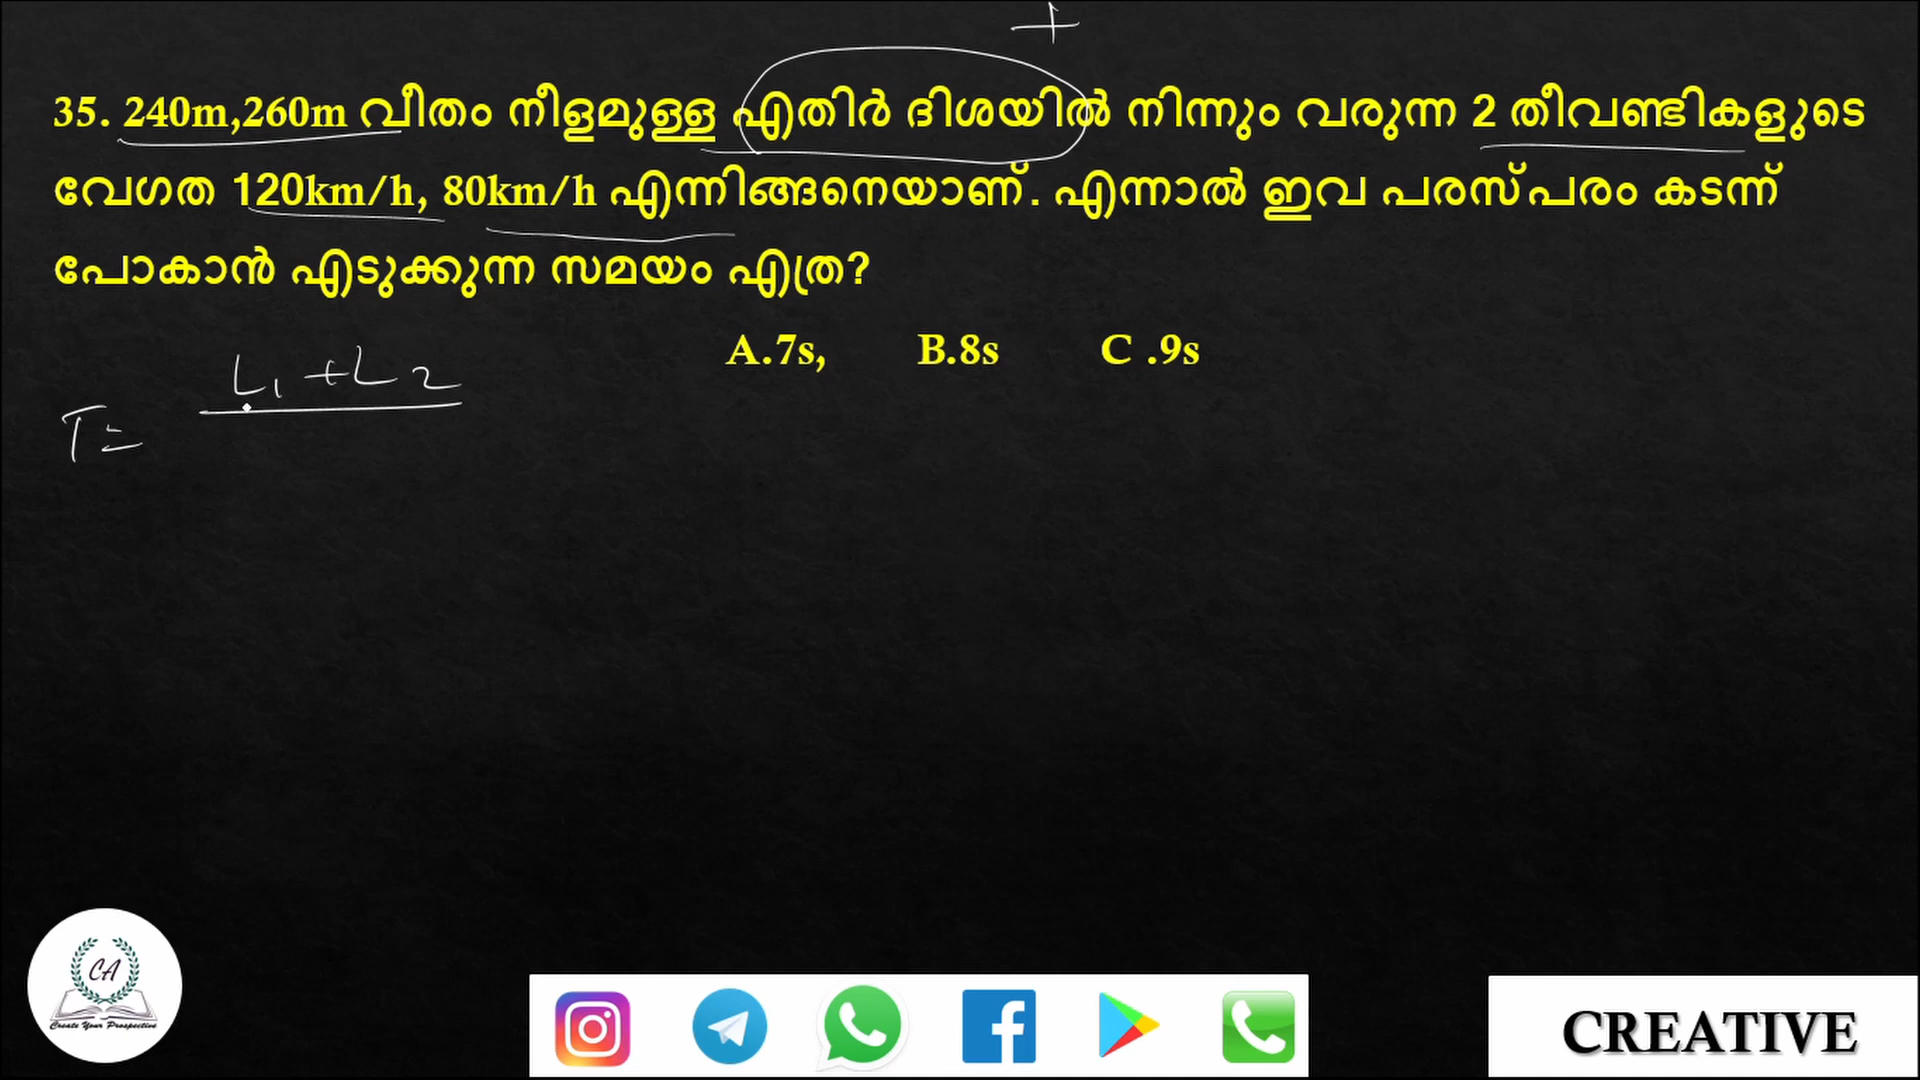 +
35. 240m,260m വീതം നീളമുള്ള എതിർ ദിശയിൽ നിന്നും വരുന്ന 2 തീവണ്ടികളുടെ
വേഗത 120km/h, 80km/h എന്നിങ്ങനെയാണ്. എന്നാൽ ഇവ പരസ്പരം കടന്ന്
പോകാൻ എടുക്കുന്ന സമയം എത്ര?
A.7s, B.8s C .9s
L1 + L2
T=
CA
Create Your Prospective
CREATIVE